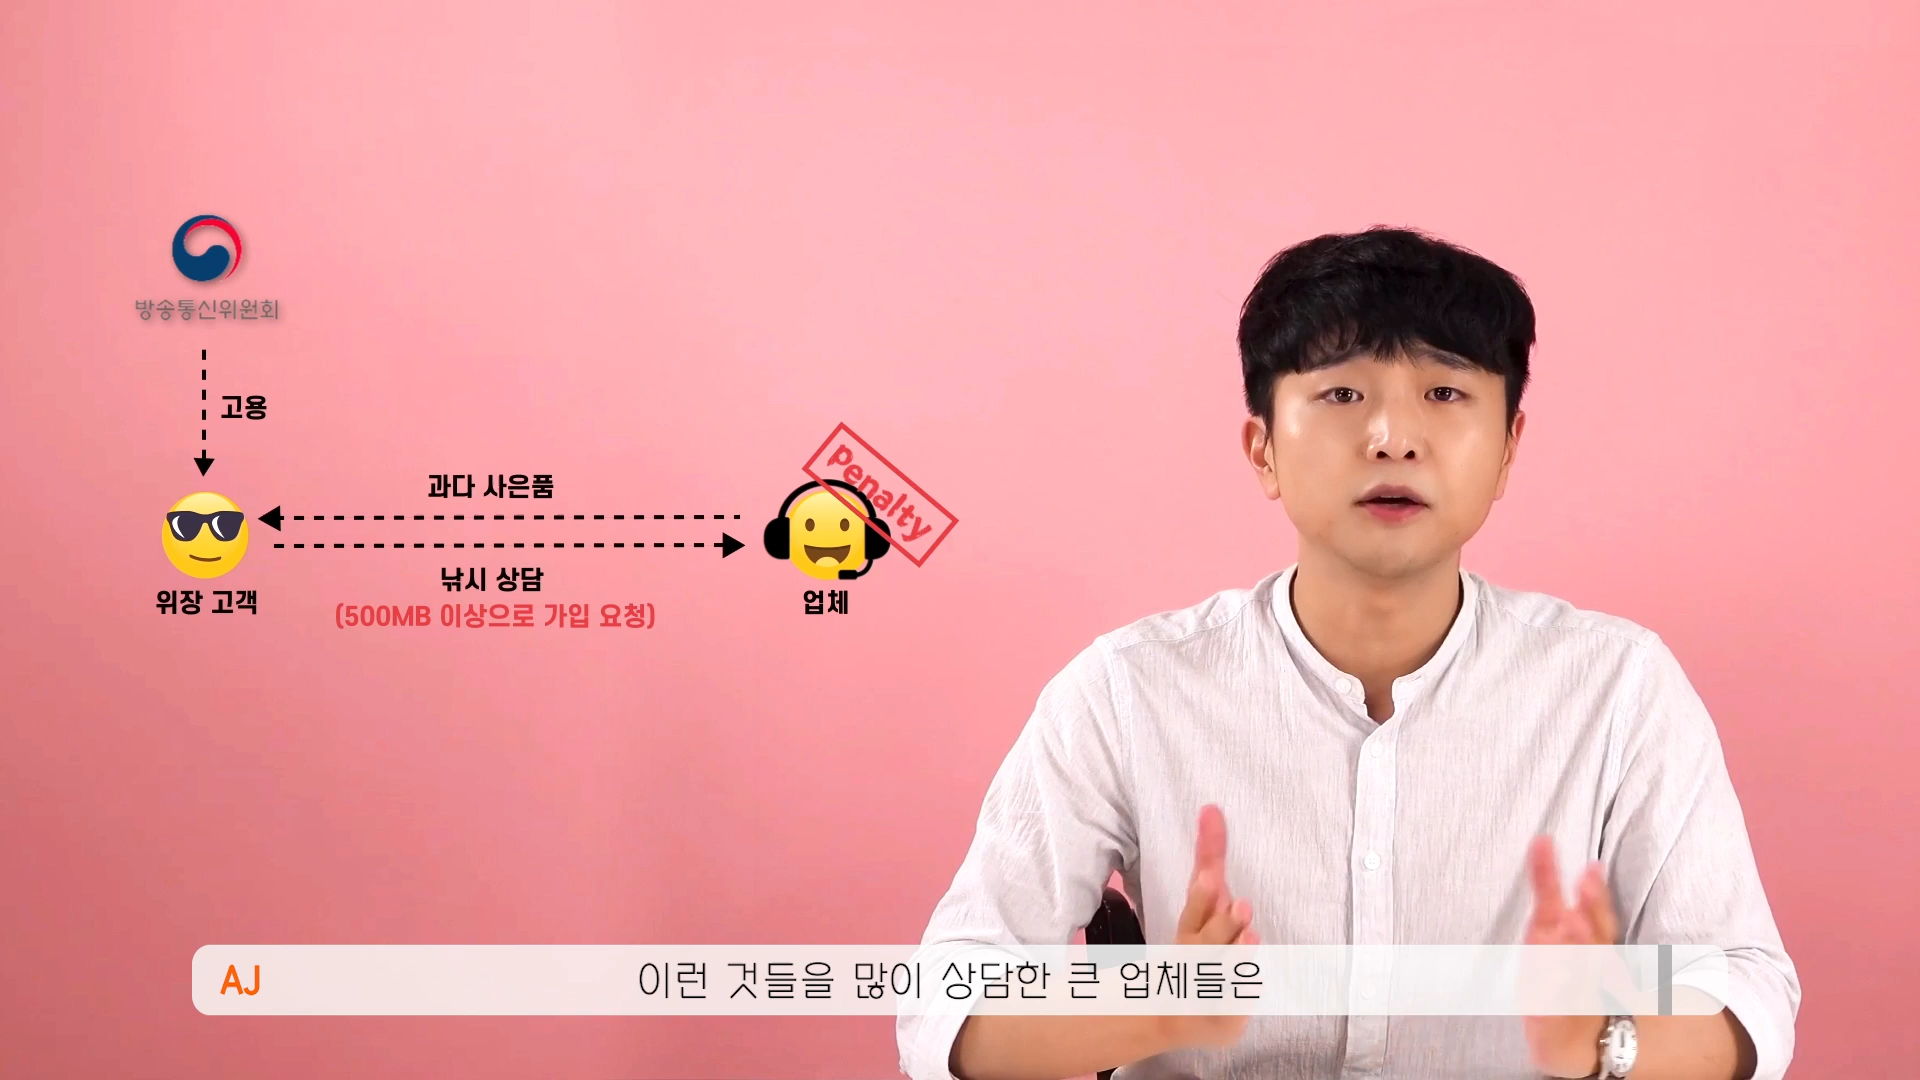 방송통신위원회
고용
과다 사은품
penalty
낚시 상담
(500MB 이상으로 가입 요청)
위장 고객
업체
AJ
이런 것들을 많이 상담한 큰 업체들은